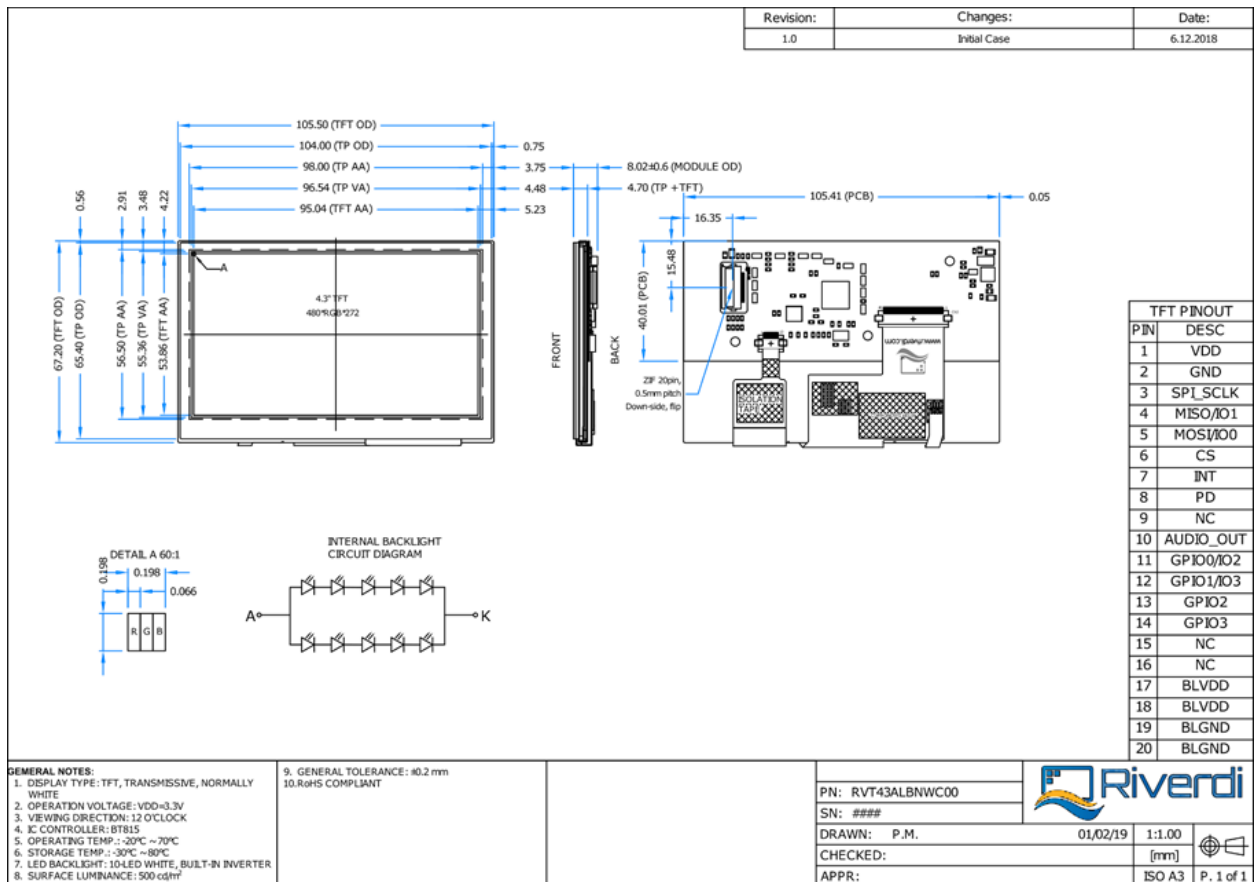 Revision: Changes: Date:
1.0 Initial Case 6.12.2018
105.50 (TFT OD)
104.00 (TP OD) 0.75
98.00 (TP AA) 3.75
96.54 (TP VA) 4.48
95.04 (TFT AA) 5.23
8.02±0.6 (MODULE OD)
4.70 (TP +TFT)
0.56
2.91
3.48
4.22
67.20 (TFT OD)
65.40 (TP OD)
56.50 (TP AA)
55.36 (TP VA)
53.86 (TFT AA)
A
4.3" TFT
480*RGB*272
FRONT
BACK
105.41 (PCB) 0.05
16.35
15.48
40.01 (PCB)
www.riverdi.com
ZIF 20pin,
0.5mm pitch
Down-side, flip
ISOLATION
TAPE
TFT PINOUT
PIN DESC
1 VDD
2 GND
3 SPI_SCLK
4 MISO/IO1
5 MOSI/IO0
6 CS
7 INT
8 PD
9 NC
10 AUDIO_OUT
11 GPIO0/IO2
12 GPIO1/IO3
13 GPIO2
14 GPIO3
15 NC
16 NC
17 BLVDD
18 BLVDD
19 BLGND
20 BLGND
DETAIL A 60:1
0.198
0.198
0.066
R G B
INTERNAL BACKLIGHT
CIRCUIT DIAGRAM
A K
GEMERAL NOTES:
1. DISPLAY TYPE: TFT, TRANSMISSIVE, NORMALLY
WHITE
2. OPERATION VOLTAGE: VDD=3.3V
3. VIEWING DIRECTION: 12 O'CLOCK
4. IC CONTROLLER: BT815
5. OPERATING TEMP.: -20°C ~ 70°C
6. STORAGE TEMP.: -30°C ~ 80°C
7. LED BACKLIGHT: 10-LED WHITE, BUILT-IN INVERTER
8. SURFACE LUMINANCE: 500 cd/m²
9. GENERAL TOLERANCE: ±0.2 mm
10.RoHS COMPLIANT
Riverdi
PN: RVT43ALBNWC00
SN: ####
DRAWN: P.M. 01/02/19 1:1.00
CHECKED: [mm]
APPR: ISO A3 P. 1 of 1